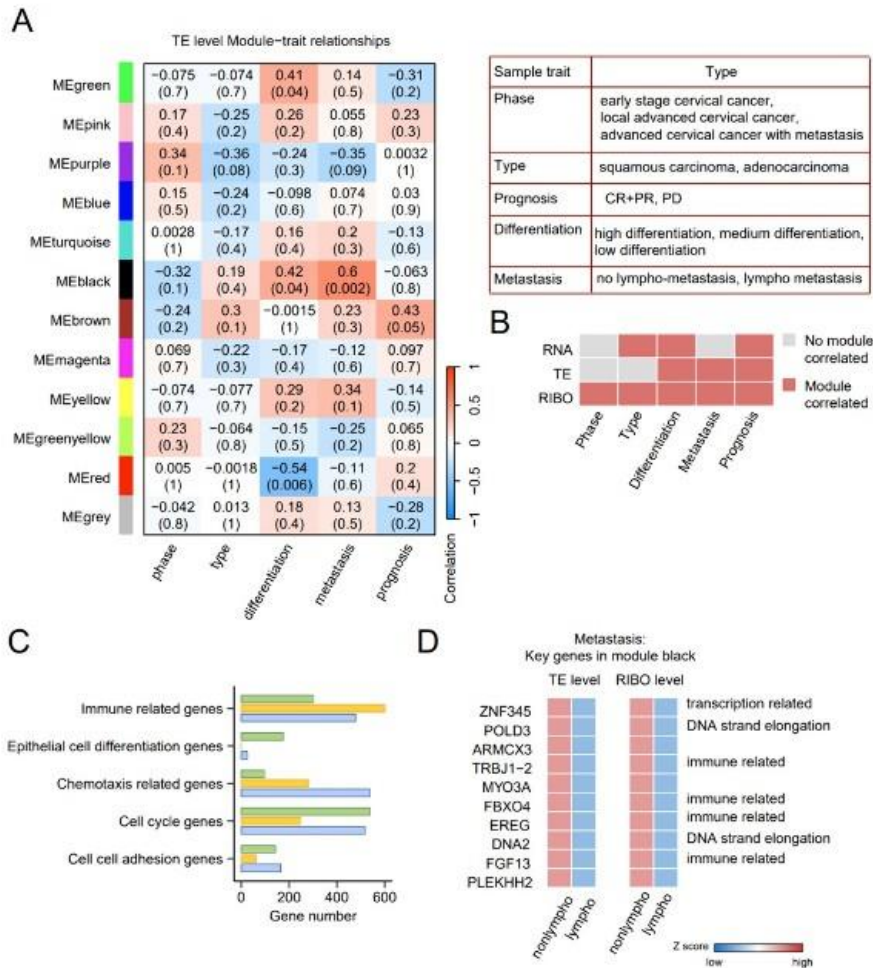 A
TE level Module−trait relationships
MEgreen
−0.075 −0.074 0.41 0.14 −0.31
(0.7) (0.7) (0.04) (0.5) (0.2)
MEpink
0.17 −0.25 0.26 0.055 0.23
(0.4) (0.2) (0.2) (0.8) (0.3)
MEpurple
0.34 −0.36 −0.24 −0.35 0.0032
(0.1) (0.08) (0.3) (0.09) (1)
MEblue
0.15 −0.24 −0.098 0.074 0.03
(0.5) (0.2) (0.6) (0.7) (0.9)
MEturquoise
0.0028 −0.17 0.16 0.2 −0.13
(1) (0.4) (0.4) (0.3) (0.6)
MEblack
−0.32 0.19 0.42 0.6 −0.063
(0.1) (0.4) (0.04) (0.002) (0.8)
MEbrown
−0.24 0.3 −0.0015 0.23 0.43
(0.2) (0.1) (1) (0.3) (0.05)
MEmagenta
0.069 −0.22 −0.17 −0.12 0.097
(0.7) (0.3) (0.4) (0.6) (0.7)
MEyellow
−0.074 −0.077 0.29 0.34 −0.14
(0.7) (0.7) (0.2) (0.1) (0.5)
MEgreenyellow
0.23 −0.064 −0.15 −0.25 0.065
(0.3) (0.8) (0.5) (0.2) (0.8)
MEred
0.005 −0.0018 −0.54 −0.11 0.2
(1) (1) (0.006) (0.6) (0.4)
MEgrey
−0.042 0.013 0.18 0.13 −0.28
(0.8) (1) (0.4) (0.5) (0.2)
phase type differentiation metastasis prognosis
1
0.5
0
−0.5
−1
Correlation
Sample trait Type
Phase early stage cervical cancer,
local advanced cervical cancer,
advanced cervical cancer with metastasis
Type squamous carcinoma, adenocarcinoma
Prognosis CR+PR, PD
Differentiation high differentiation, medium differentiation,
low differentiation
Metastasis no lympho-metastasis, lympho metastasis
B
RNA
TE
RIBO
Phase Type Differentiation Metastasis Prognosis
No module
correlated
Module
correlated
C
Immune related genes
Epithelial cell differentiation genes
Chemotaxis related genes
Cell cycle genes
Cell cell adhesion genes
0 200 400 600
Gene number
D
Metastasis:
Key genes in module black
TE level RIBO level
ZNF345 transcription related
POLD3 DNA strand elongation
ARMCX3
TRBJ1−2 immune related
MYO3A
FBXO4 immune related
EREG immune related
DNA2 DNA strand elongation
FGF13 immune related
PLEKHH2
nonlympho lympho nonlympho lympho
Z score
low high